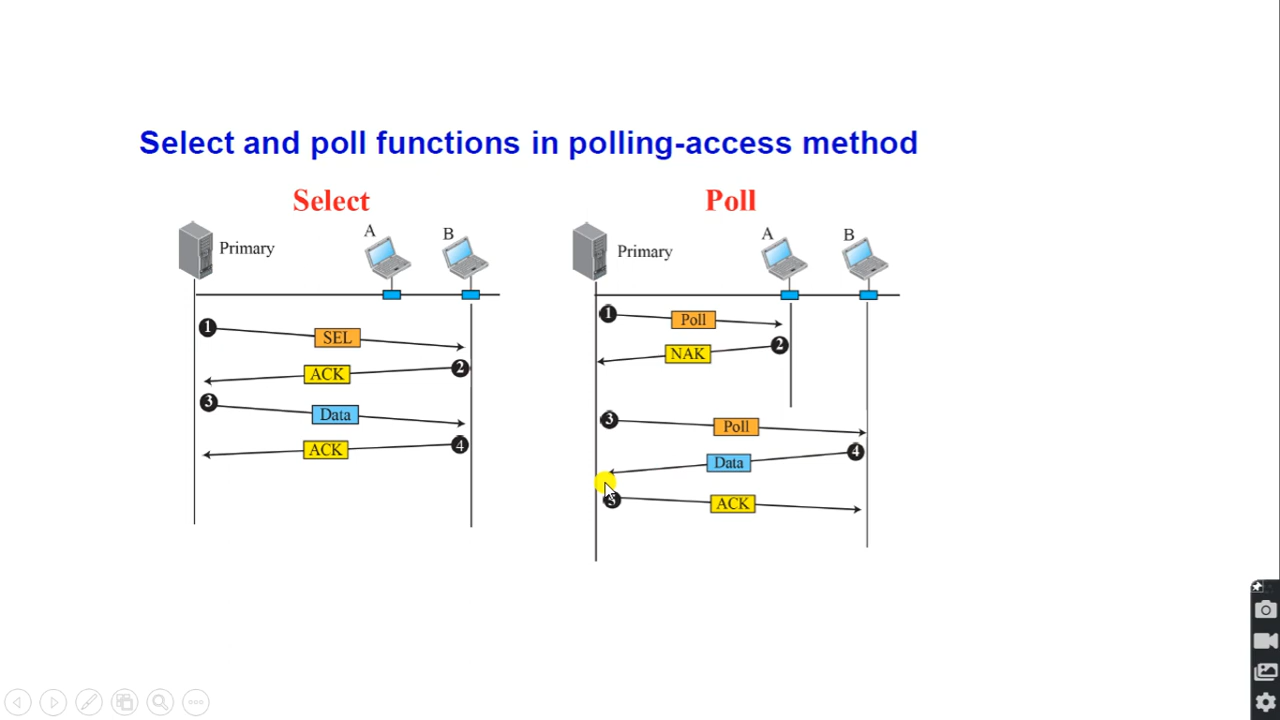 Select and poll functions in polling-access method
Select
Primary
A
B
1
SEL
2
ACK
3
Data
4
ACK
Poll
Primary
A
B
1
Poll
2
NAK
3
Poll
4
Data
5
ACK